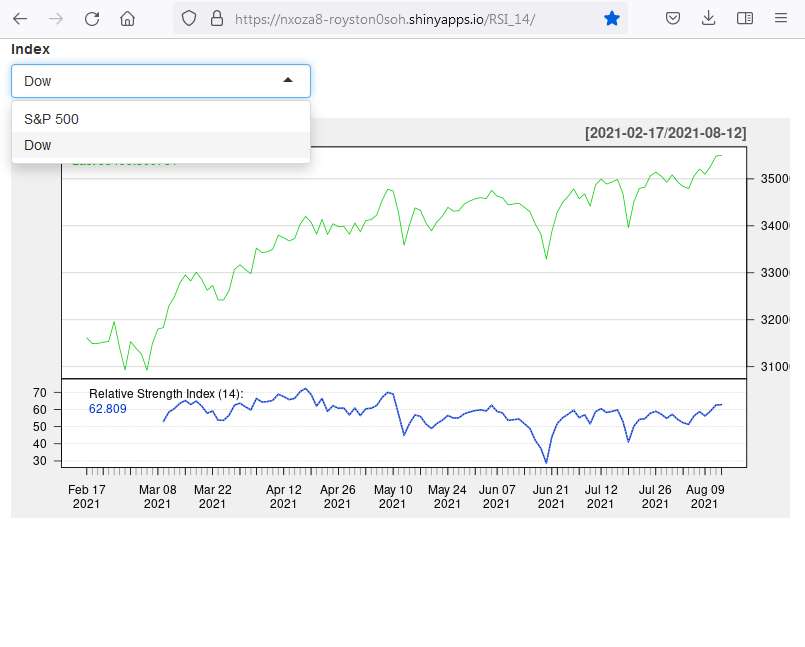 https://nxoza8-royston0soh.shinyapps.io/RSI_14/
Index
Dow
S&P 500
Dow
[2021-02-17/2021-08-12]
35000
34000
33000
32000
31000
Relative Strength Index (14):
62.809
70
60
50
40
30
Feb 17 Mar 08 Mar 22 Apr 12 Apr 26 May 10 May 24 Jun 07 Jun 21 Jul 12 Jul 26 Aug 09
2021 2021 2021 2021 2021 2021 2021 2021 2021 2021 2021 2021